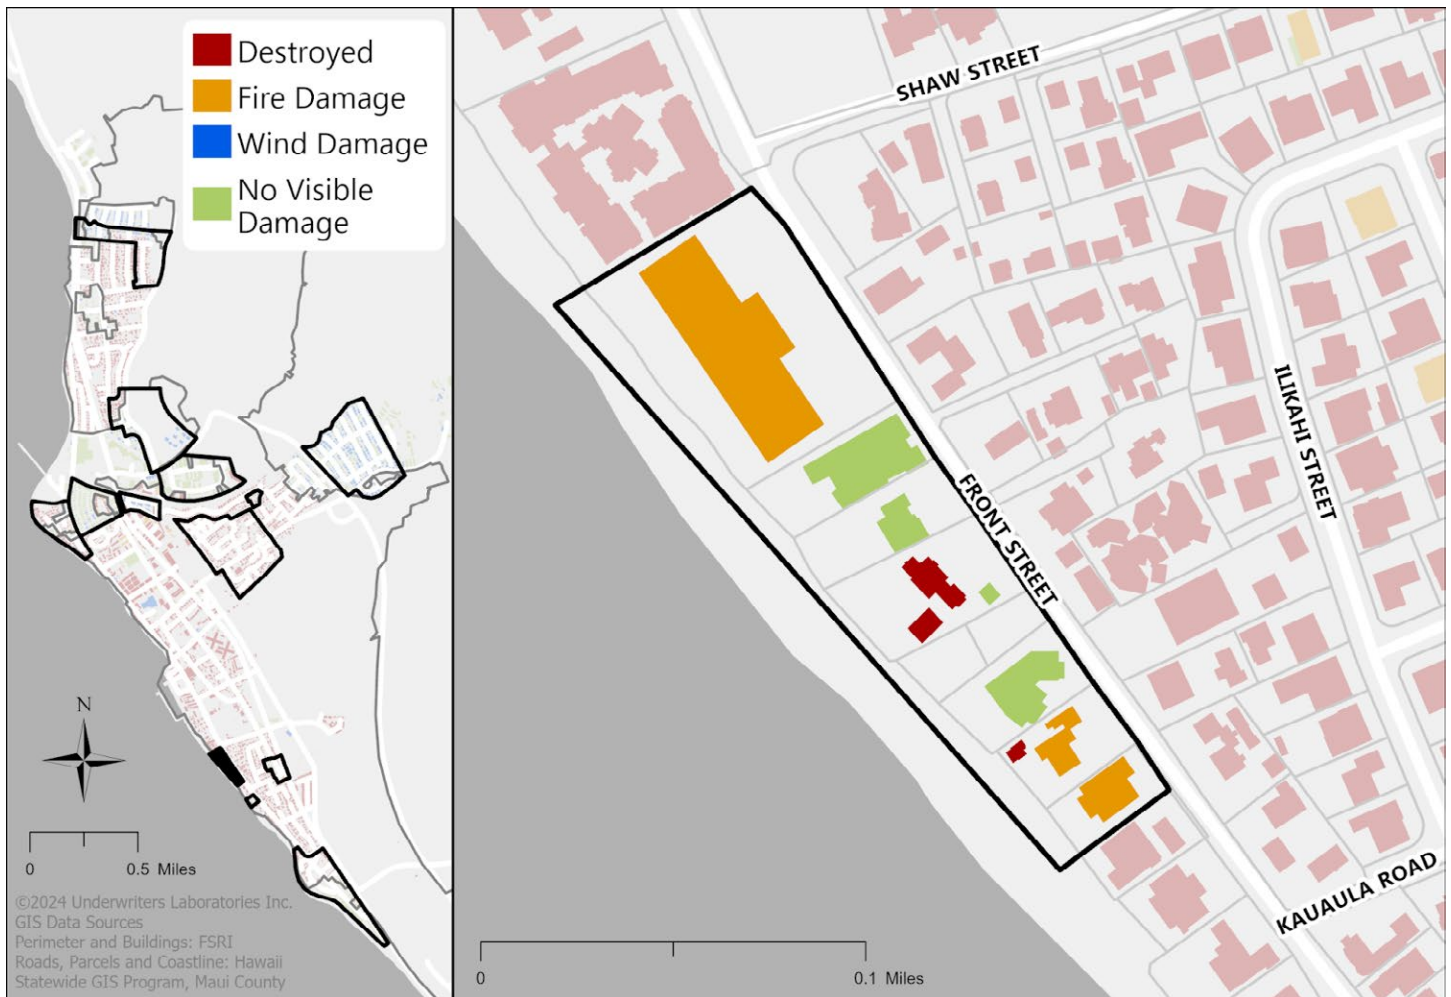 Destroyed
Fire Damage
Wind Damage
No Visible
Damage
N
0
0.5 Miles
©2024 Underwriters Laboratories Inc.
GIS Data Sources
Perimeter and Buildings: FSRI
Roads, Parcels and Coastline: Hawaii
Statewide GIS Program, Maui County
SHAW STREET
ILIKAHI STREET
FRONT STREET
KAUAULA ROAD
0
0.1 Miles